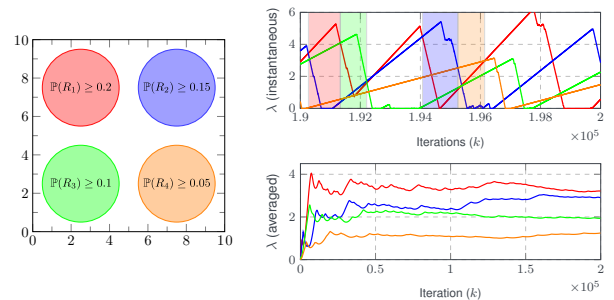 10
8
6
4
2
0
0 2 4 6 8 10
ℙ(R₁) ≥ 0.2
ℙ(R₂) ≥ 0.15
ℙ(R₃) ≥ 0.1
ℙ(R₄) ≥ 0.05
λ (instantaneous)
6
4
2
0
1.9 1.92 1.94 1.96 1.98 2
Iterations (k)
×10⁵
λ (averaged)
4
2
0
0 0.5 1 1.5 2
Iteration (k)
×10⁵